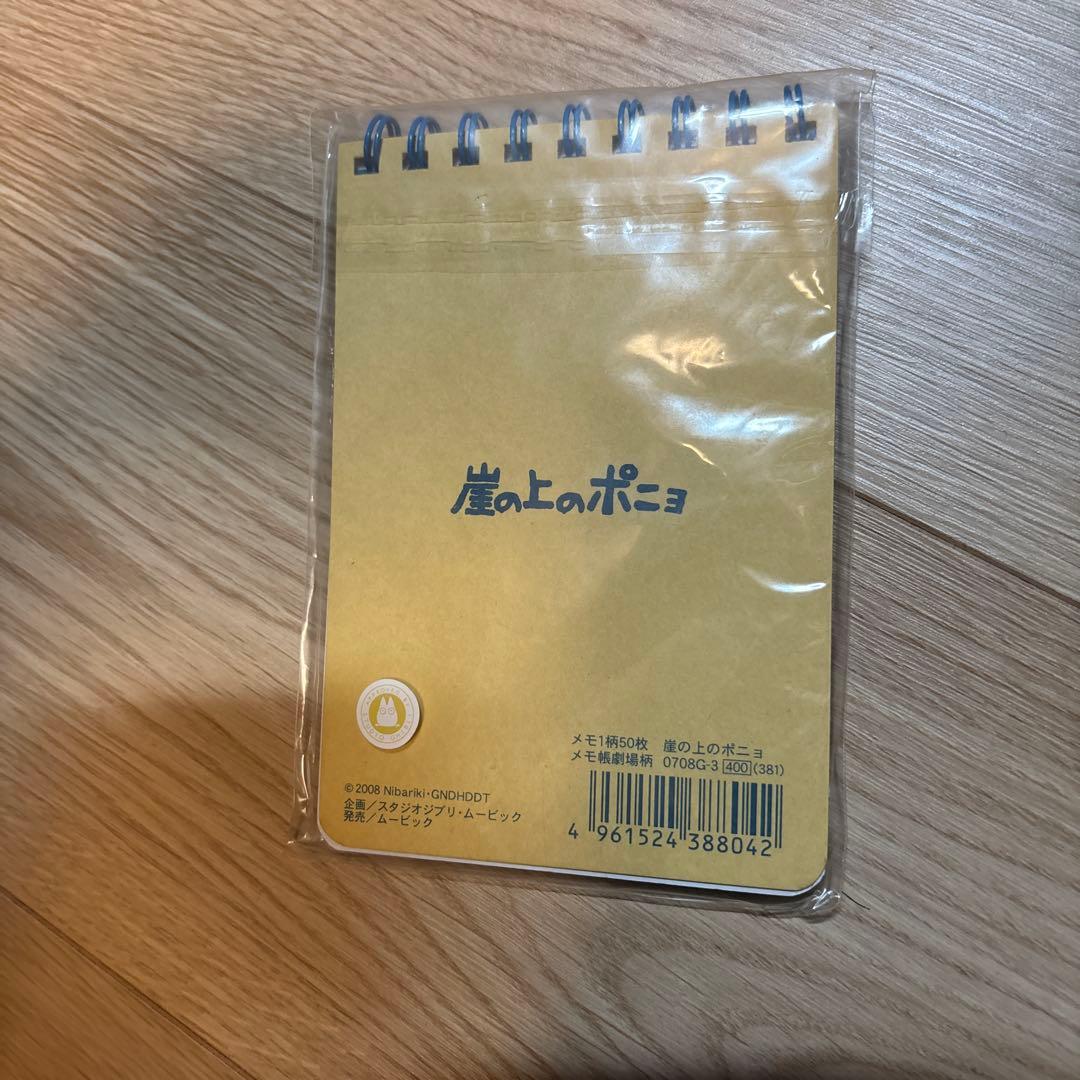 崖の上のポニョ
メモ1柄50枚 崖の上のポニョ
メモ帳劇場柄 0708G-3 400 (381)
© 2008 Nibariki・GNDHDDT
企画／スタジオジブリ・ムービック
発売／ムービック
4 961524 388042